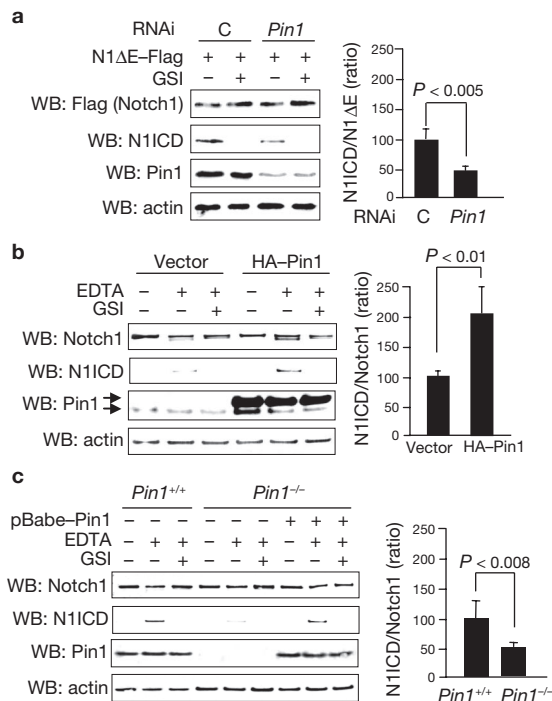 a
RNAi C Pin1
N1ΔE–Flag + + + +
GSI – + – +
WB: Flag (Notch1)
WB: N1ICD
WB: Pin1
WB: actin
N1ICD/N1ΔE (ratio)
250
200
150
100
50
0
P < 0.005
RNAi C Pin1
b
Vector HA–Pin1
EDTA – + + – + +
GSI + +
WB: Notch1
WB: N1ICD
WB: Pin1
WB: actin
N1ICD/Notch1 (ratio)
250
200
150
100
50
0
P < 0.01
Vector HA–Pin1
c
Pin1+/+ Pin1–/–
pBabe–Pin1 – – – – – – + + +
EDTA – + + – + + – + +
GSI + + +
WB: Notch1
WB: N1ICD
WB: Pin1
WB: actin
N1ICD/Notch1 (ratio)
250
200
150
100
50
0
P < 0.008
Pin1+/+ Pin1–/–